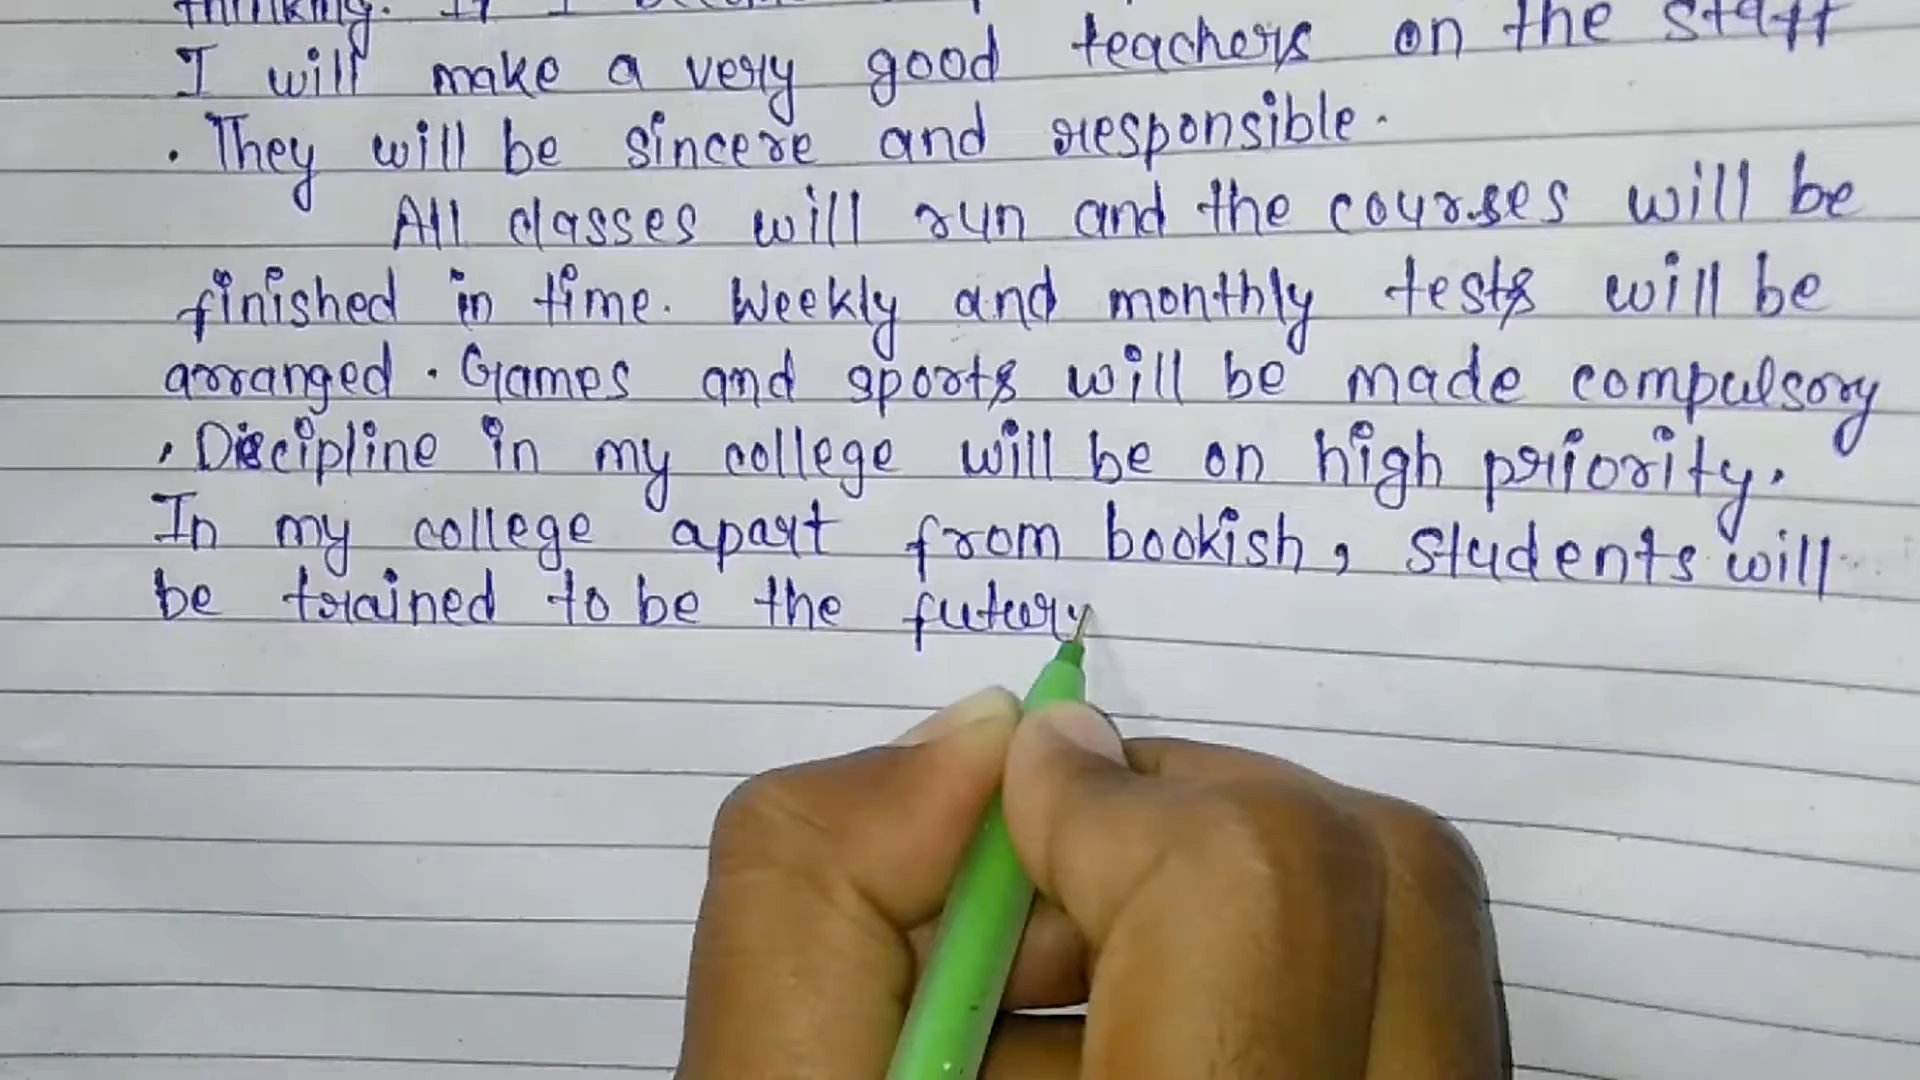 thinking. If I
I will make a very good teachers on the staff
. They will be sincere and responsible.
All classes will run and the courses will be
finished in time. Weekly and monthly tests will be
arranged. Games and sports will be made compulsory
. Discipline in my college will be on high priority.
In my college apart from bookish, students will
be trained to be the futur